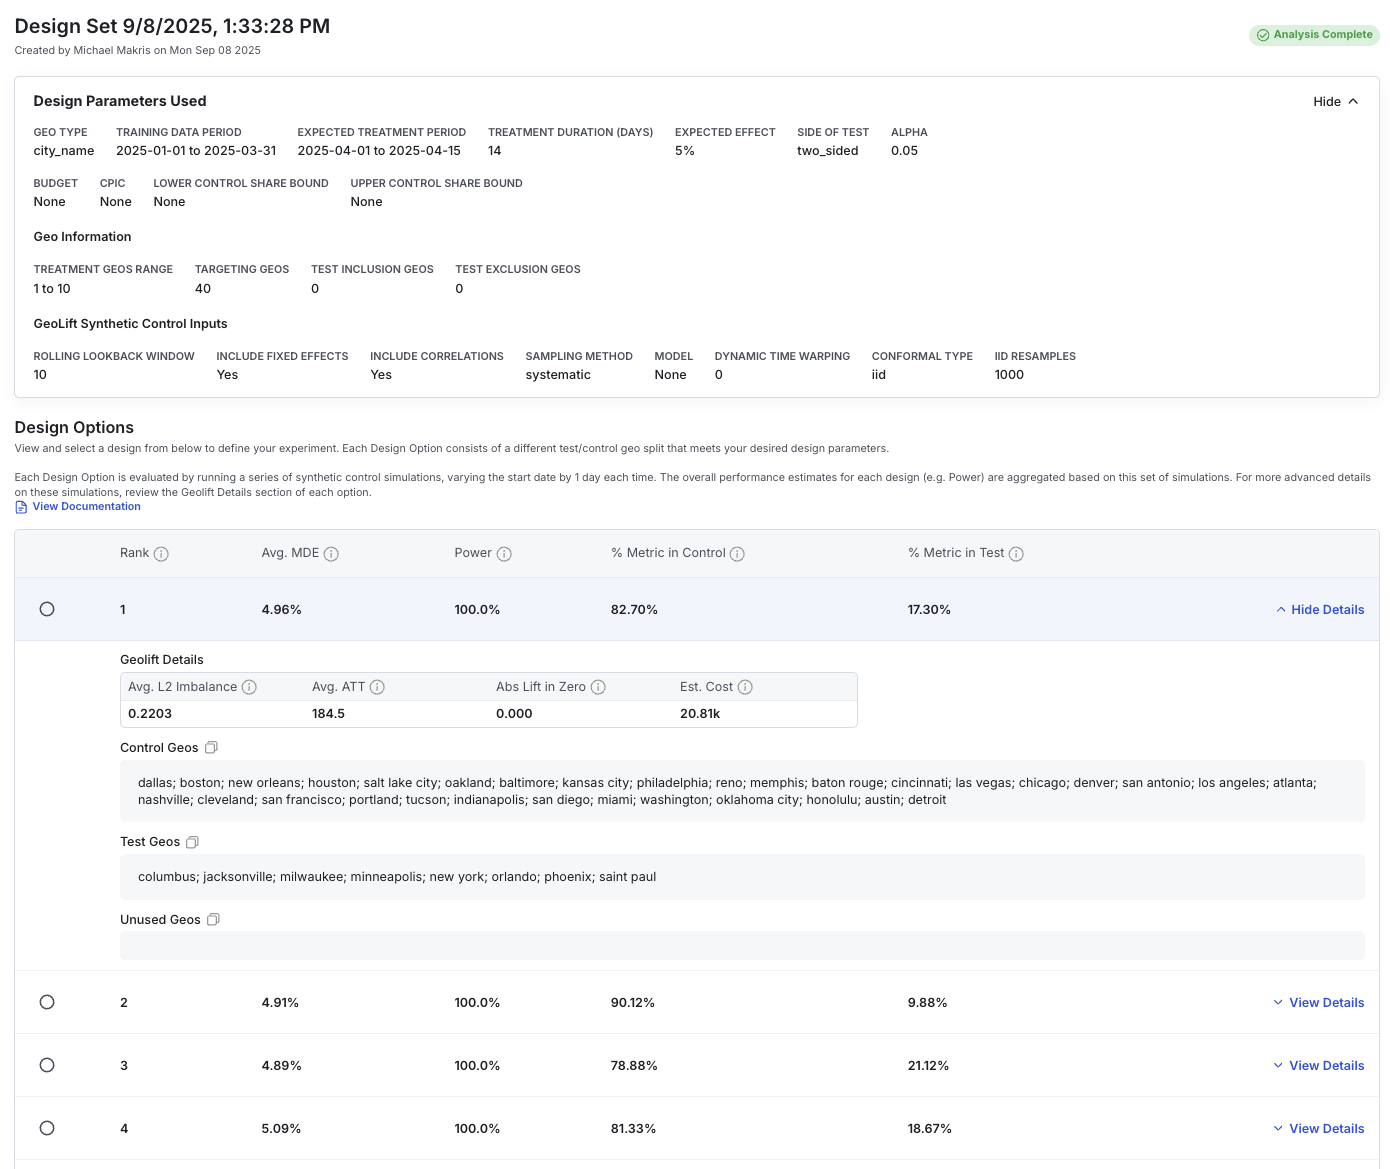 Design Set 9/8/2025, 1:33:28 PM
Created by Michael Makris on Mon Sep 08 2025
Analysis Complete
Design Parameters Used
Hide
GEO TYPE TRAINING DATA PERIOD EXPECTED TREATMENT PERIOD TREATMENT DURATION (DAYS) EXPECTED EFFECT SIDE OF TEST ALPHA
city_name 2025-01-01 to 2025-03-31 2025-04-01 to 2025-04-15 14 5% two_sided 0.05
BUDGET CPIC LOWER CONTROL SHARE BOUND UPPER CONTROL SHARE BOUND
None None None None
Geo Information
TREATMENT GEOS RANGE TARGETING GEOS TEST INCLUSION GEOS TEST EXCLUSION GEOS
1 to 10 40 0 0
GeoLift Synthetic Control Inputs
ROLLING LOOKBACK WINDOW INCLUDE FIXED EFFECTS INCLUDE CORRELATIONS SAMPLING METHOD MODEL DYNAMIC TIME WARPING CONFORMAL TYPE IID RESAMPLES
10 Yes Yes systematic None 0 iid 1000
Design Options
View and select a design from below to define your experiment. Each Design Option consists of a different test/control geo split that meets your desired design parameters.
Each Design Option is evaluated by running a series of synthetic control simulations, varying the start date by 1 day each time. The overall performance estimates for each design (e.g. Power) are aggregated based on this set of simulations. For more advanced details
on these simulations, review the Geolift Details section of each option.
View Documentation
Rank Avg. MDE Power % Metric in Control % Metric in Test
1 4.96% 100.0% 82.70% 17.30% Hide Details
Geolift Details
Avg. L2 Imbalance Avg. ATT Abs Lift in Zero Est. Cost
0.2203 184.5 0.000 20.81k
Control Geos
dallas; boston; new orleans; houston; salt lake city; oakland; baltimore; kansas city; philadelphia; reno; memphis; baton rouge; cincinnati; las vegas; chicago; denver; san antonio; los angeles; atlanta;
nashville; cleveland; san francisco; portland; tucson; indianapolis; san diego; miami; washington; oklahoma city; honolulu; austin; detroit
Test Geos
columbus; jacksonville; milwaukee; minneapolis; new york; orlando; phoenix; saint paul
Unused Geos
2 4.91% 100.0% 90.12% 9.88% View Details
3 4.89% 100.0% 78.88% 21.12% View Details
4 5.09% 100.0% 81.33% 18.67% View Details